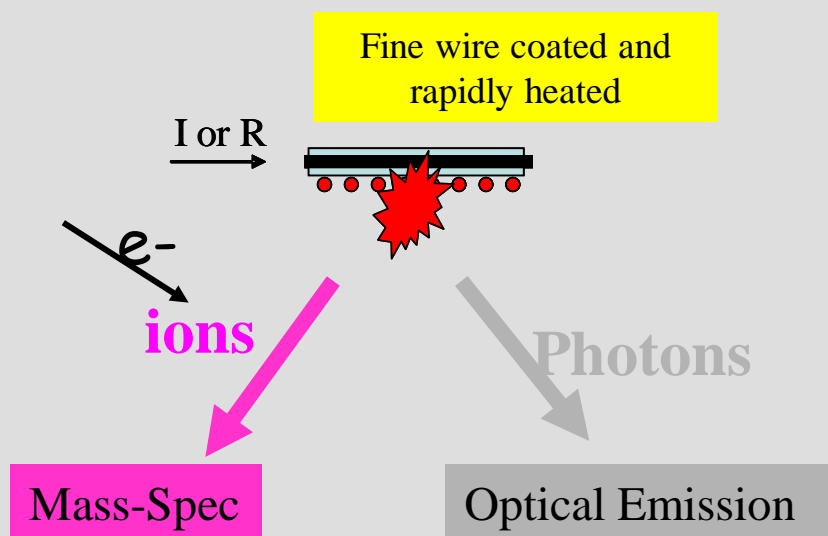 Fine wire coated and
rapidly heated
I or R
e-
ions
Photons
Mass-Spec
Optical Emission